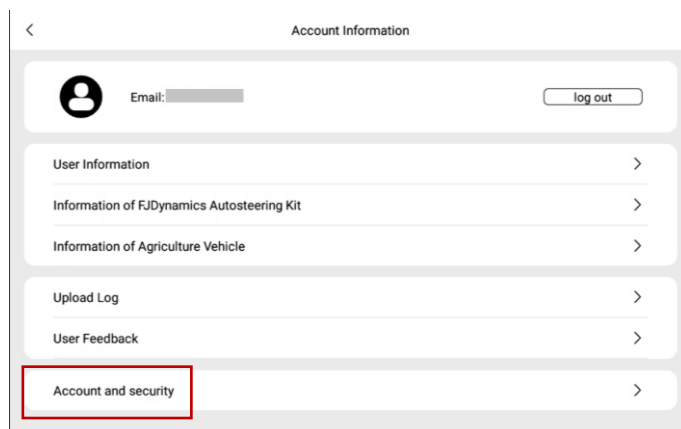 Account Information
Email:
log out
User Information
Information of FJDynamics Autosteering Kit
Information of Agriculture Vehicle
Upload Log
User Feedback
Account and security